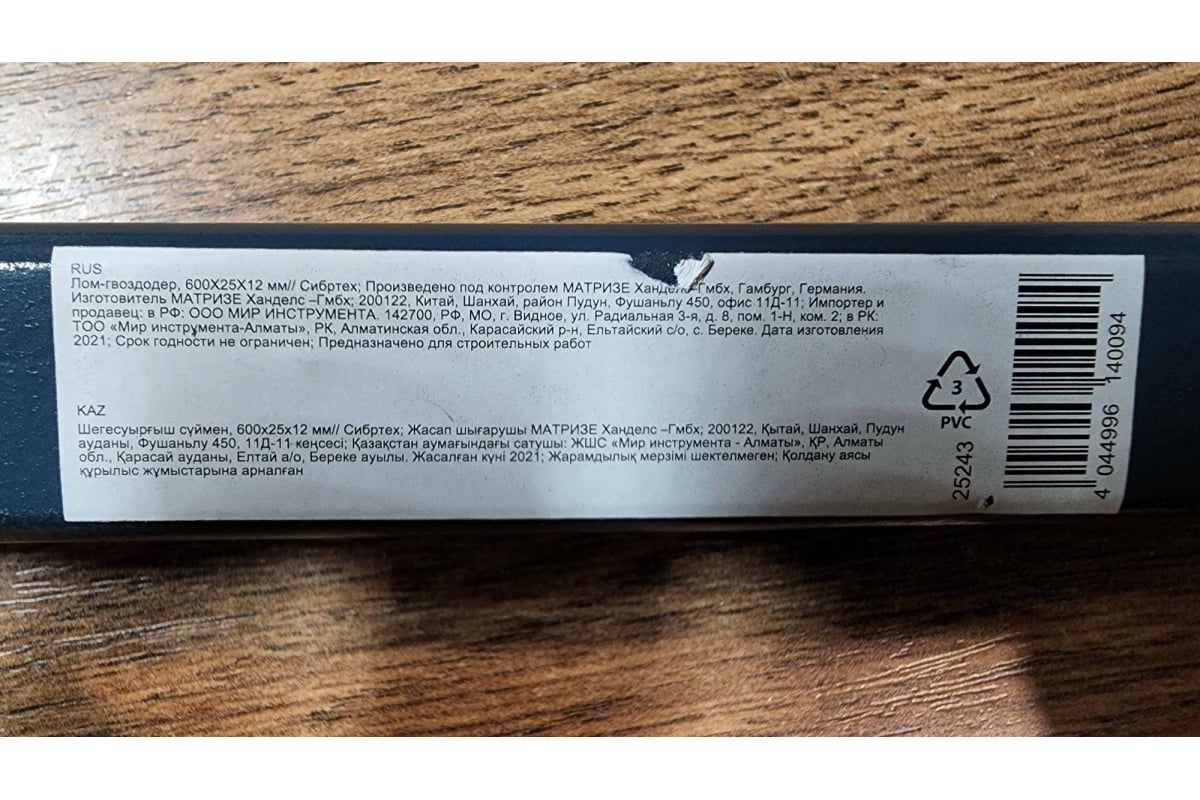 RUS
Лом-гвоздодер, 600Х25Х12 мм// Сибртех; Произведено под контролем МАТРИЗЕ Ханделс–Гмбх, Гамбург, Германия.
Изготовитель МАТРИЗЕ Ханделс –Гмбх; 200122, Китай, Шанхай, район Пудун, Фушаньлу 450, офис 11Д-11; Импортер и
продавец: в РФ: ООО МИР ИНСТРУМЕНТА. 142700, РФ, МО, г. Видное, ул. Радиальная 3-я, д. 8, пом. 1-Н, ком. 2; в РК:
ТОО «Мир инструмента-Алматы», РК, Алматинская обл., Карасайский р-н, Ельтайский с/о, с. Береке. Дата изготовления
2021; Срок годности не ограничен; Предназначено для строительных работ
KAZ
Шегесуырғыш сүймен, 600х25х12 мм// Сибртех; Жасап шығарушы МАТРИЗЕ Ханделс –Гмбх; 200122, Қытай, Шанхай, Пудун
ауданы, Фушаньлу 450, 11Д-11 кеңсесі; Қазақстан аумағындағы сатушы: ЖШС «Мир инструмента - Алматы», ҚР, Алматы
обл., Қарасай ауданы, Елтай а/о, Береке ауылы. Жасалған күні 2021; Жарамдылық мерзімі шектелмеген; Қолдану аясы
құрылыс жұмыстарына арналған
3
PVC
25243
4 044996 140094